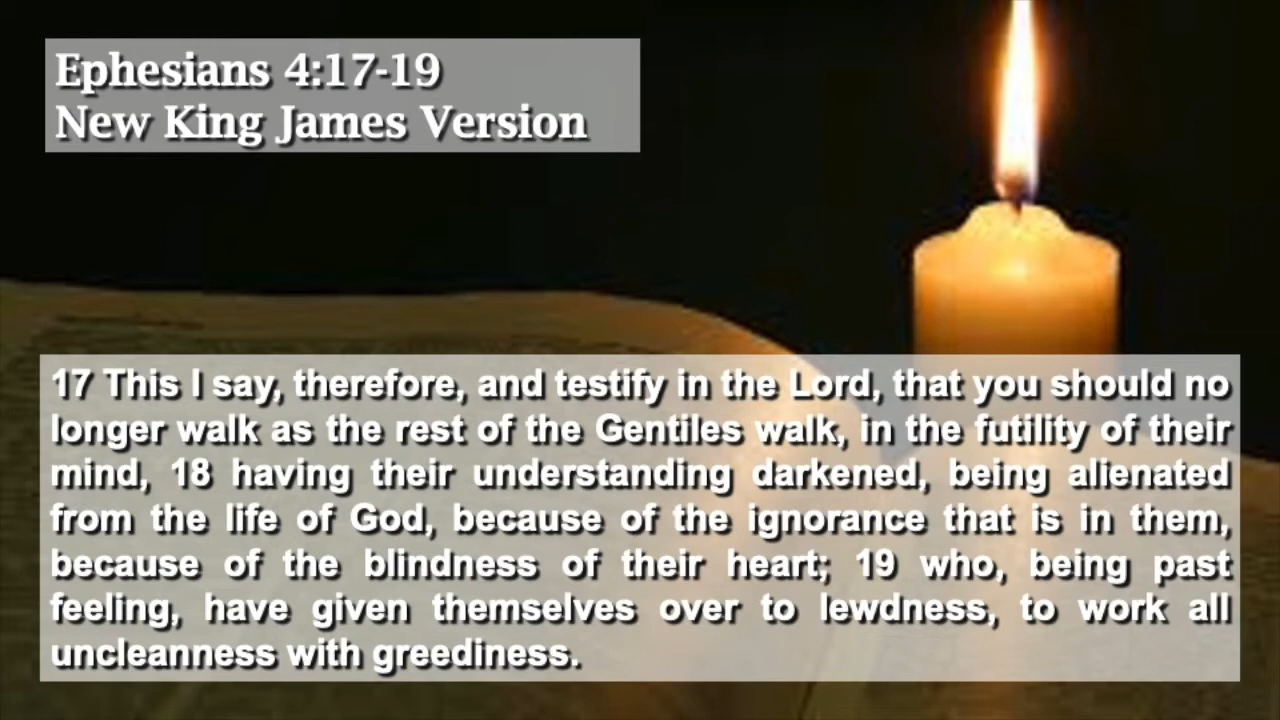 Ephesians 4:17-19
New King James Version
17 This I say, therefore, and testify in the Lord, that you should no
longer walk as the rest of the Gentiles walk, in the futility of their
mind, 18 having their understanding darkened, being alienated
from the life of God, because of the ignorance that is in them,
because of the blindness of their heart; 19 who, being past
feeling, have given themselves over to lewdness, to work all
uncleanness with greediness.